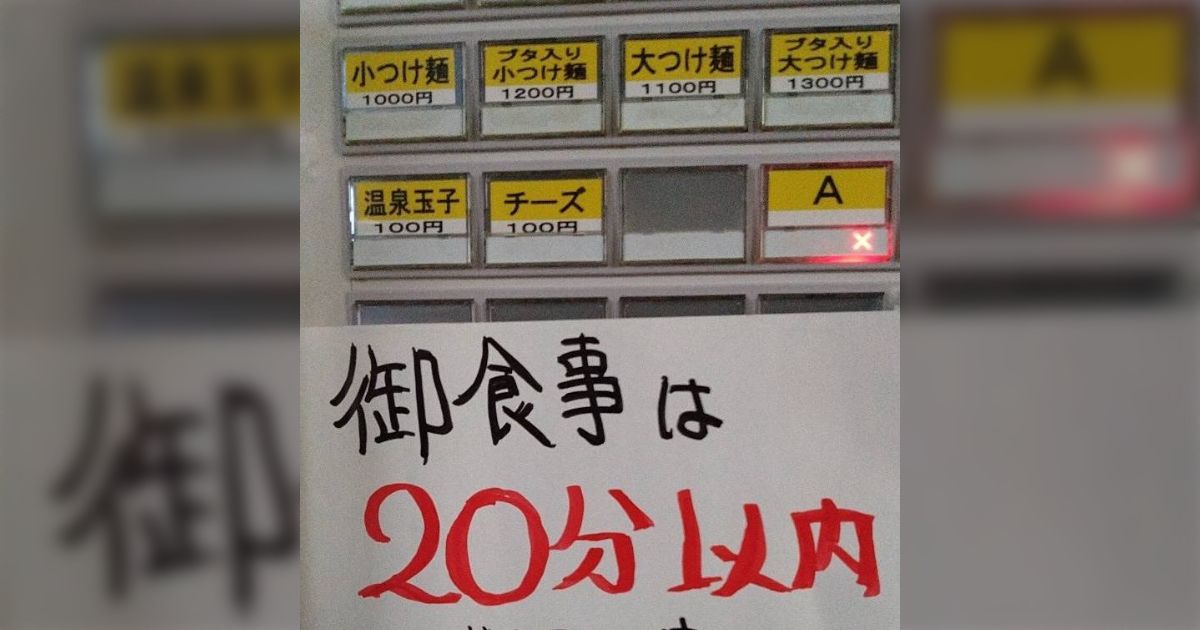 小つけ麺
1000円
ブタ入り
小つけ麺
1200円
大つけ麺
1100円
ブタ入り
大つけ麺
1300円
温泉玉子
100円
チーズ
100円
A
×
御食事は
20分以内